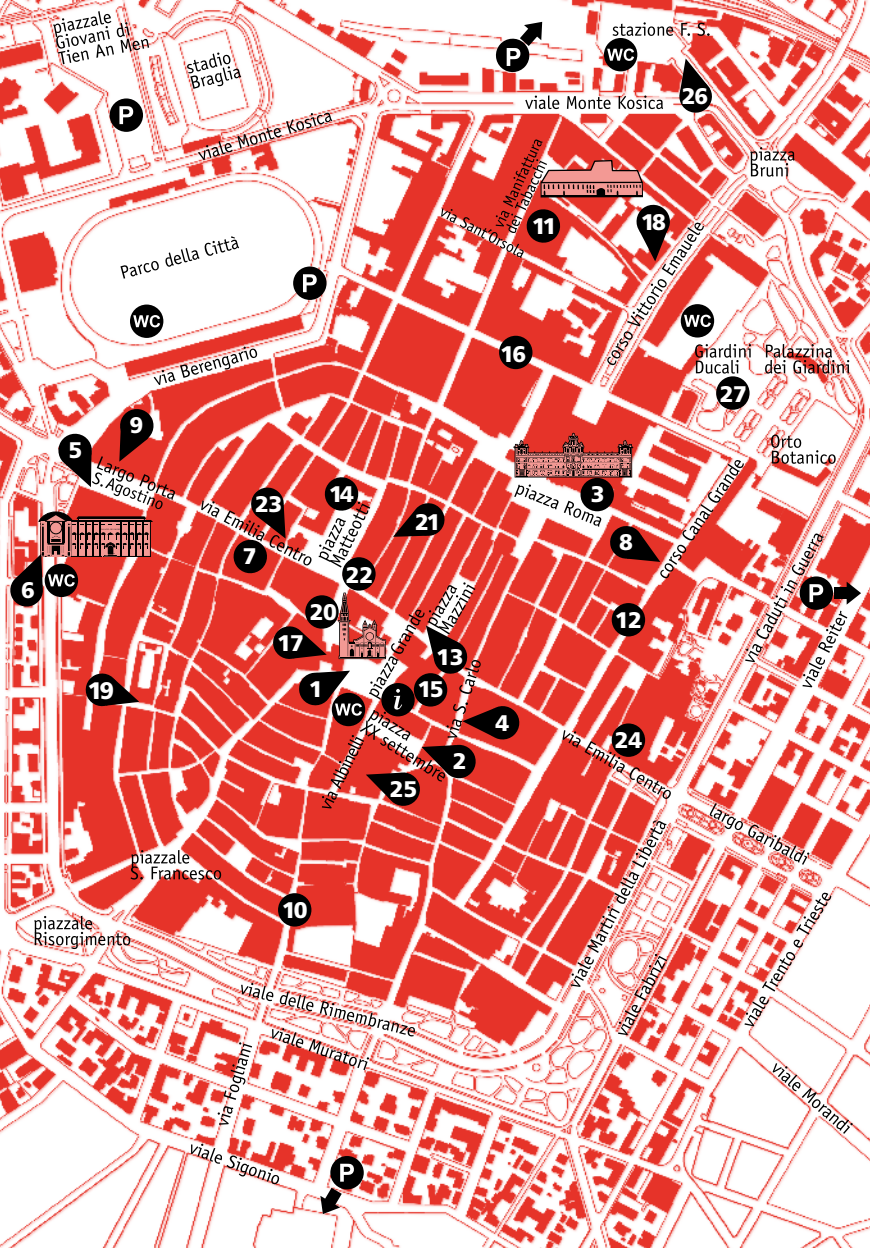 piazzale
Giovani di
Tien An Men
stadio
Braglia
P
P
stazione F. S.
WC
26
viale Monte Kosica
viale Monte Kosica
piazza
Bruni
via Manifattura
dei Tabacchi
via Sant'Orsola
11
18
corso Vittorio Emauele
Parco della Città
P
WC
WC
16
Giardini
Ducali
Palazzina
dei Giardini
27
via Berengario
9
5
Largo Porta
S. Agostino
Orto
Botanico
3
piazza Roma
14
23
21
via Emilia Centro
piazza
Matteotti
8
corso Canal Grande
7
22
6
WC
20
piazza
Mazzini
12
P
via Caduti in Guerra
viale Reiter
17
piazza Grande
13
1
15
i
19
WC
via S. Carlo
4
piazza
XX settembre
2
24
via Emilia Centro
via Albinelli
25
largo Garibaldi
piazzale
S. Francesco
viale Martiri della Libertà
10
piazzale
Risorgimento
viale Fabrizi
viale Trento e Trieste
viale delle Rimembranze
viale Muratori
via Fogliani
viale Morandi
viale Sigonio
P